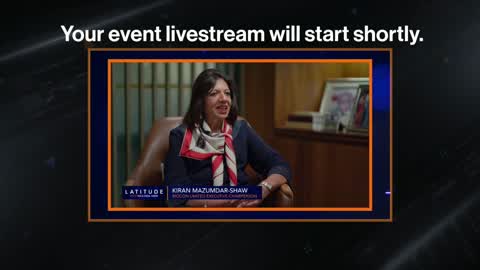 Your event livestream will start shortly.
LATITUDE
KIRAN MAZUMDAR-SHAW
BIOCON LIMITED EXECUTIVE CHAIRPERSON